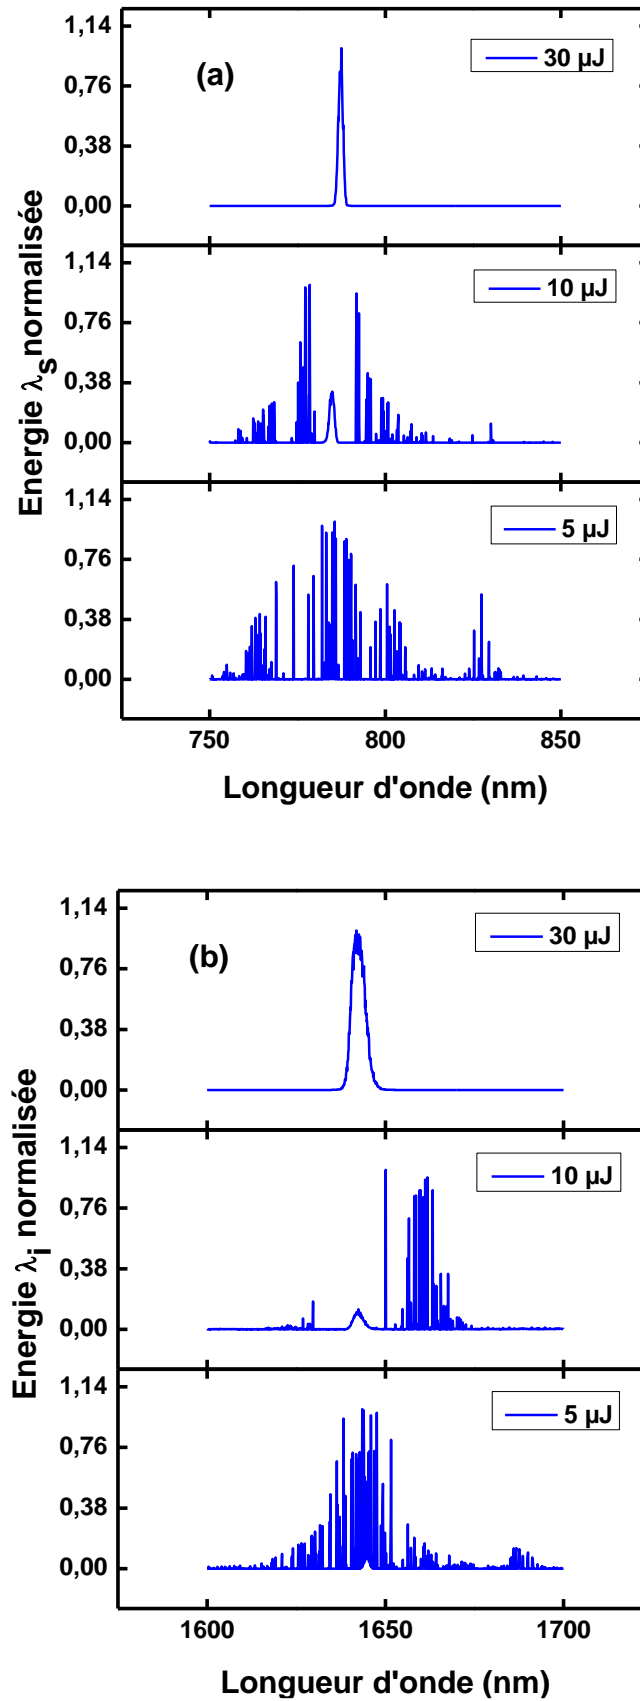 1,14
(a)
30 µJ
0,76
0,38
0,00
1,14
10 µJ
0,76
0,38
0,00
1,14
5 µJ
0,76
0,38
0,00
Energie λs normalisée
750
800
850
Longueur d'onde (nm)
1,14
(b)
30 µJ
0,76
0,38
0,00
1,14
10 µJ
0,76
0,38
0,00
1,14
5 µJ
0,76
0,38
0,00
Energie λi normalisée
1600
1650
1700
Longueur d'onde (nm)